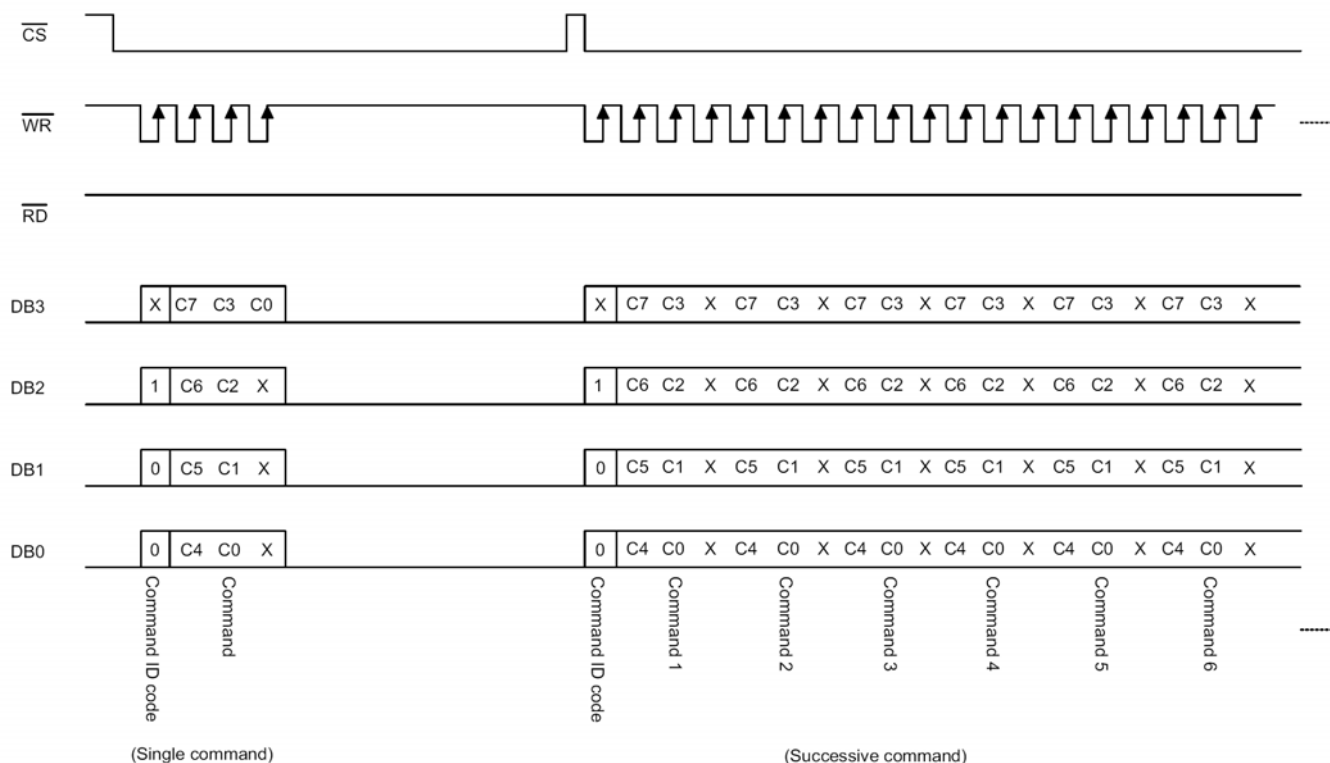 CS
WR
RD
DB3 X C7 C3 C0 X C7 C3 X C7 C3 X C7 C3 X C7 C3 X C7 C3 X C7 C3 X
DB2 1 C6 C2 X 1 C6 C2 X C6 C2 X C6 C2 X C6 C2 X C6 C2 X C6 C2 X
DB1 0 C5 C1 X 0 C5 C1 X C5 C1 X C5 C1 X C5 C1 X C5 C1 X C5 C1 X
DB0 0 C4 C0 X 0 C4 C0 X C4 C0 X C4 C0 X C4 C0 X C4 C0 X C4 C0 X
Command ID code
Command
Command ID code
Command 1
Command 2
Command 3
Command 4
Command 5
Command 6
(Single command)
(Successive command)